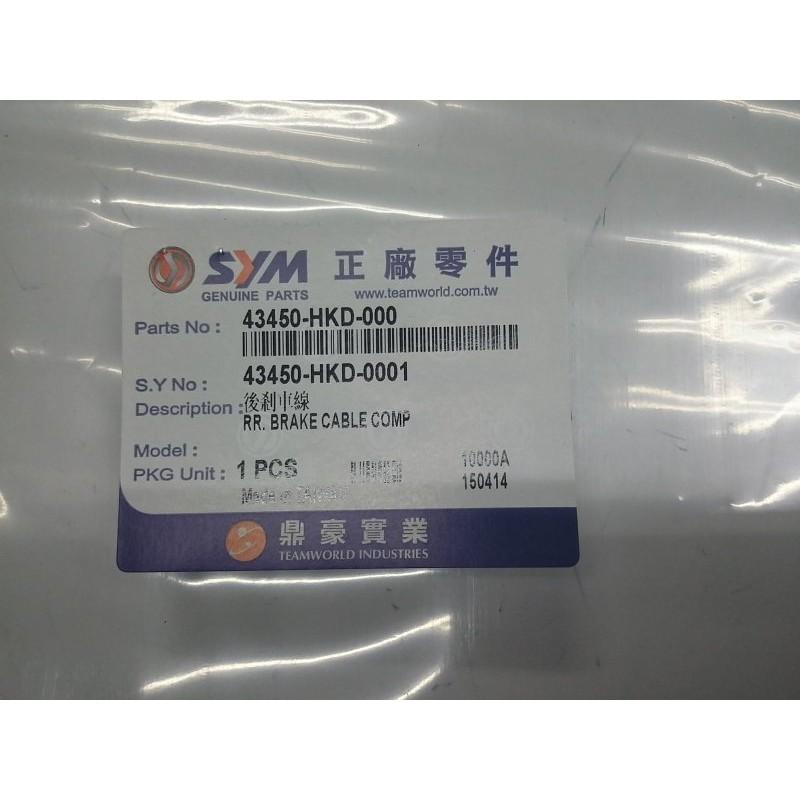 SYM 正廠零件
GENUINE PARTS www.teamworld.com.tw
Parts No : 43450-HKD-000
S.Y No : 43450-HKD-0001
Description : 後剎車線
RR. BRAKE CABLE COMP
Model :
PKG Unit : 1 PCS 10000A
Made in 150414
鼎豪實業
TEAMWORLD INDUSTRIES